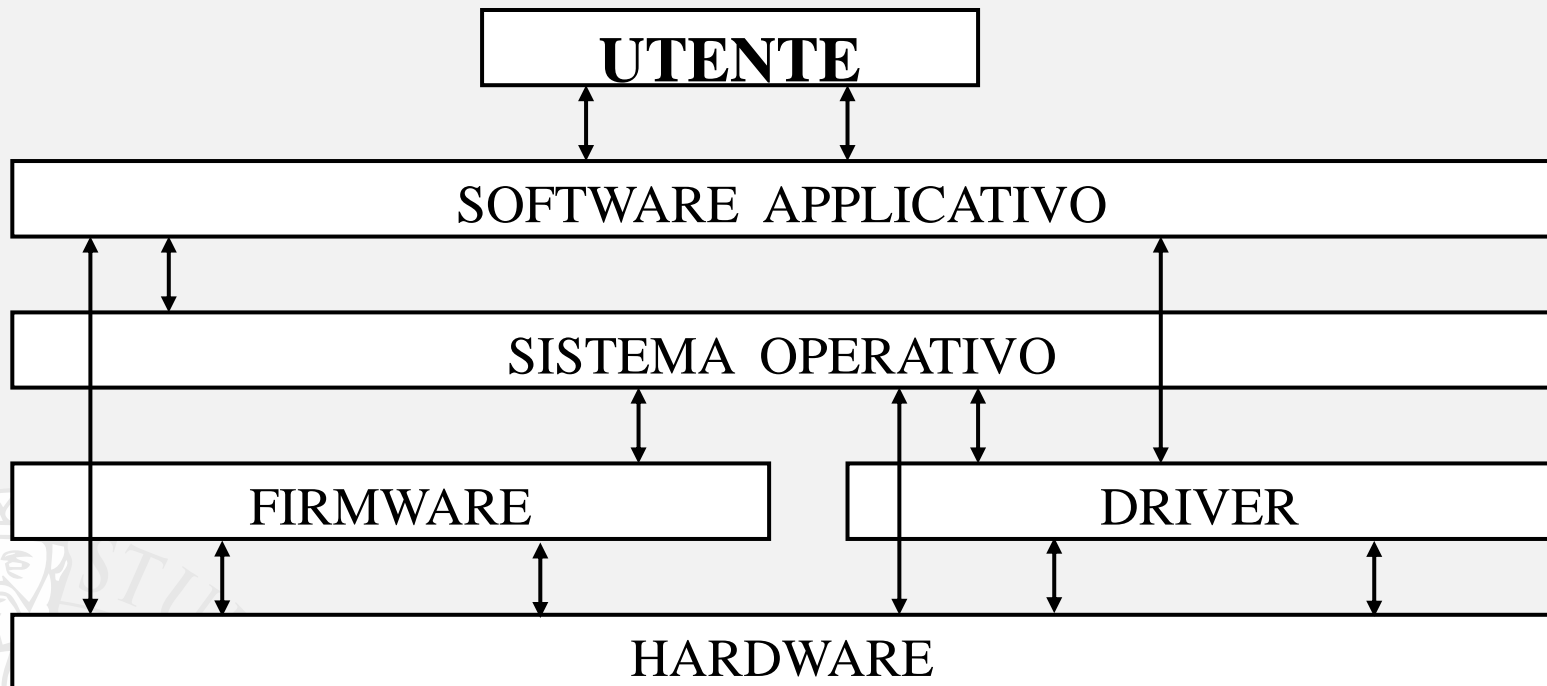 UTENTE
SOFTWARE APPLICATIVO
SISTEMA OPERATIVO
FIRMWARE
DRIVER
HARDWARE